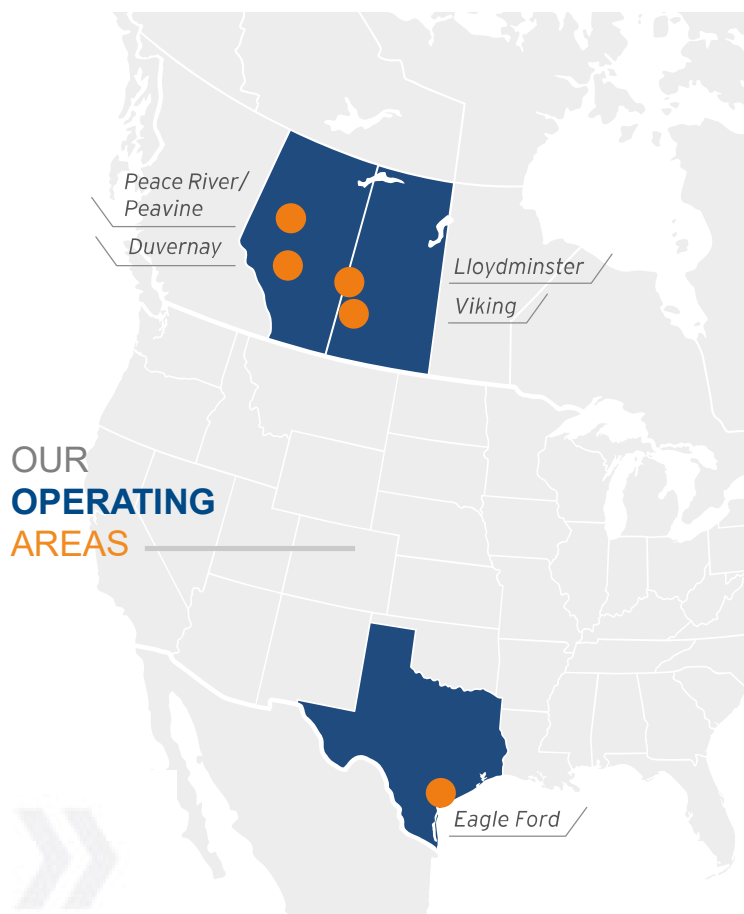 Peace River/
Peavine
Duvernay
Lloydminster
Viking
OUR
OPERATING
AREAS
Eagle Ford